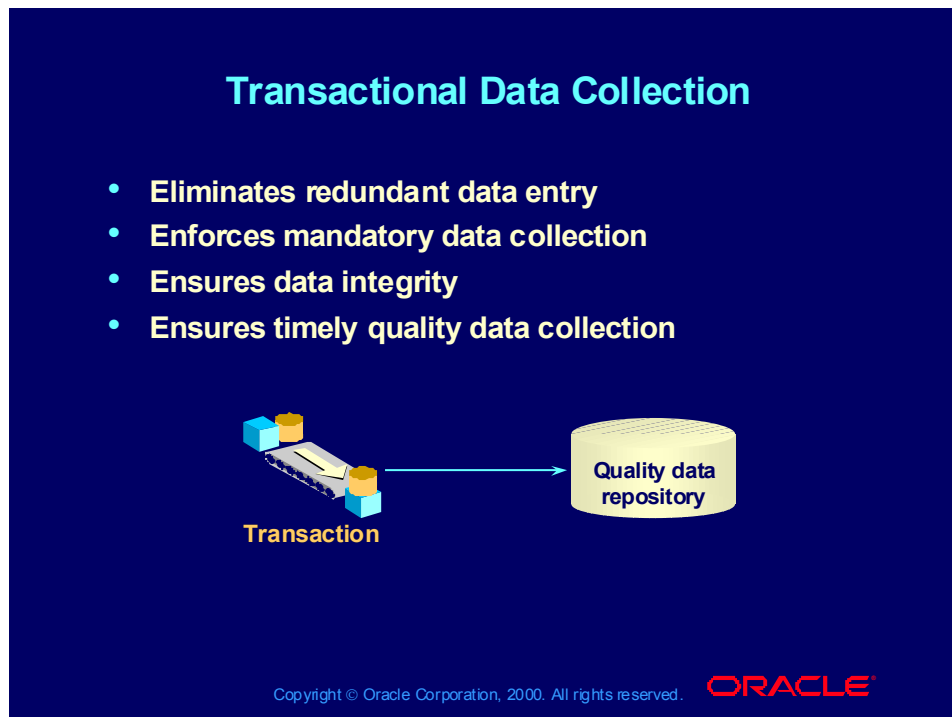 Transactional Data Collection
• Eliminates redundant data entry
• Enforces mandatory data collection
• Ensures data integrity
• Ensures timely quality data collection
Quality data
repository
Transaction
Copyright © Oracle Corporation, 2000. All rights reserved.
ORACLE®